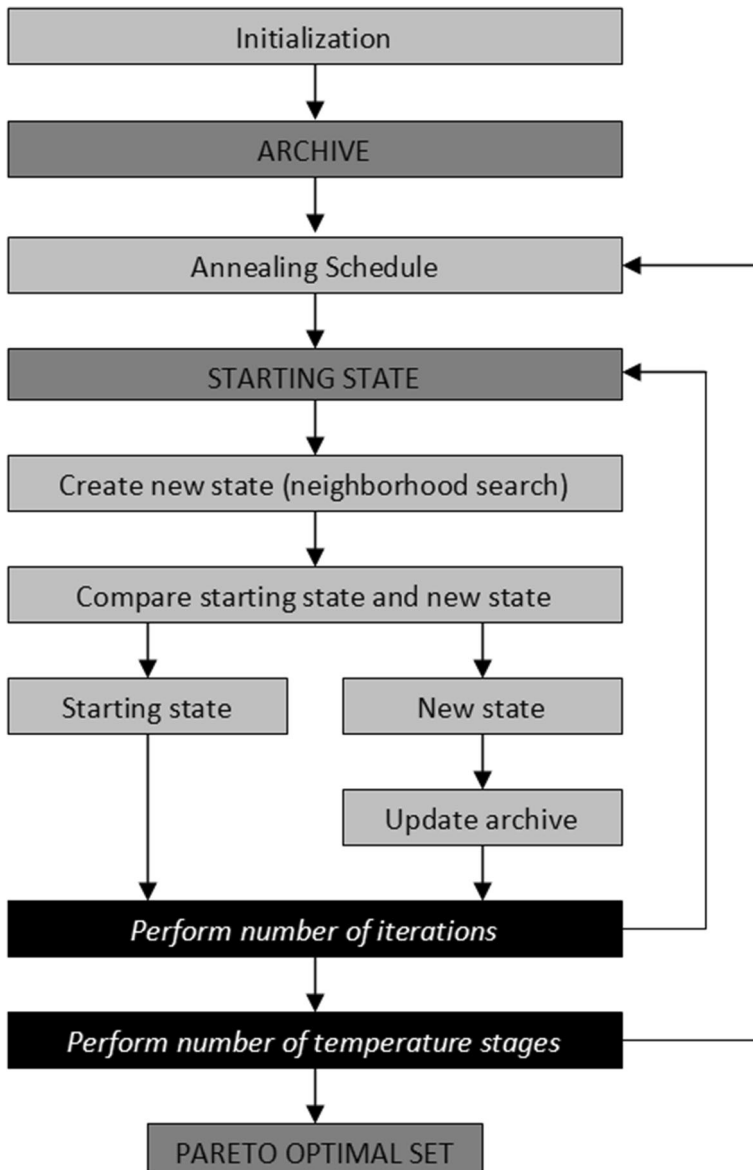 Initialization
ARCHIVE
Annealing Schedule
STARTING STATE
Create new state (neighborhood search)
Compare starting state and new state
Starting state
New state
Update archive
Perform number of iterations
Perform number of temperature stages
PARETO OPTIMAL SET